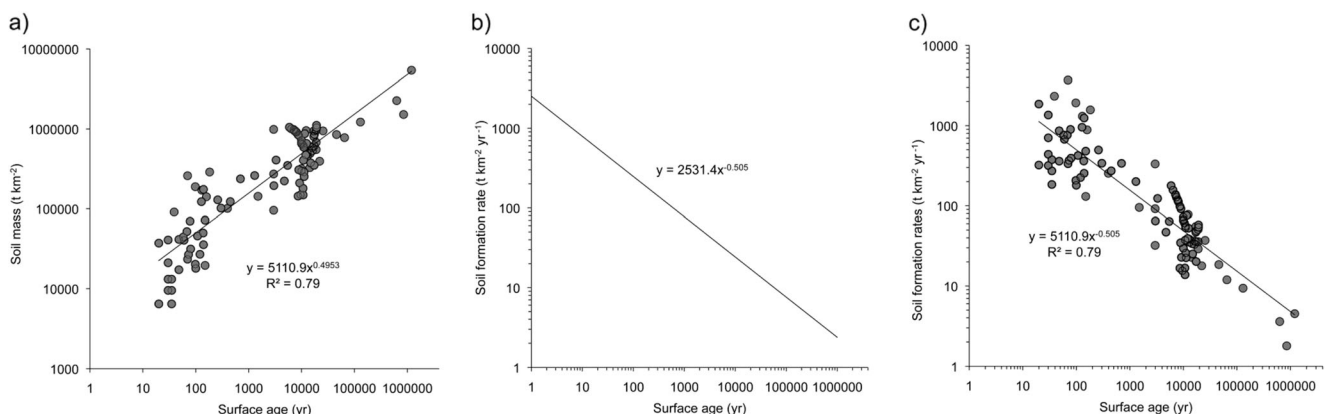 a)
10000000
1000000
100000
10000
1000
Soil mass (t km⁻²)
y = 5110.9x^0.4953
R² = 0.79
1 10 100 1000 10000 100000 1000000
Surface age (yr)
b)
10000
1000
100
10
1
Soil formation rate (t km⁻² yr⁻¹)
y = 2531.4x^-0.505
1 10 100 1000 10000 100000 1000000
Surface age (yr)
c)
10000
1000
100
10
1
Soil formation rates (t km⁻² yr⁻¹)
y = 5110.9x^-0.505
R² = 0.79
1 10 100 1000 10000 100000 1000000
Surface age (yr)